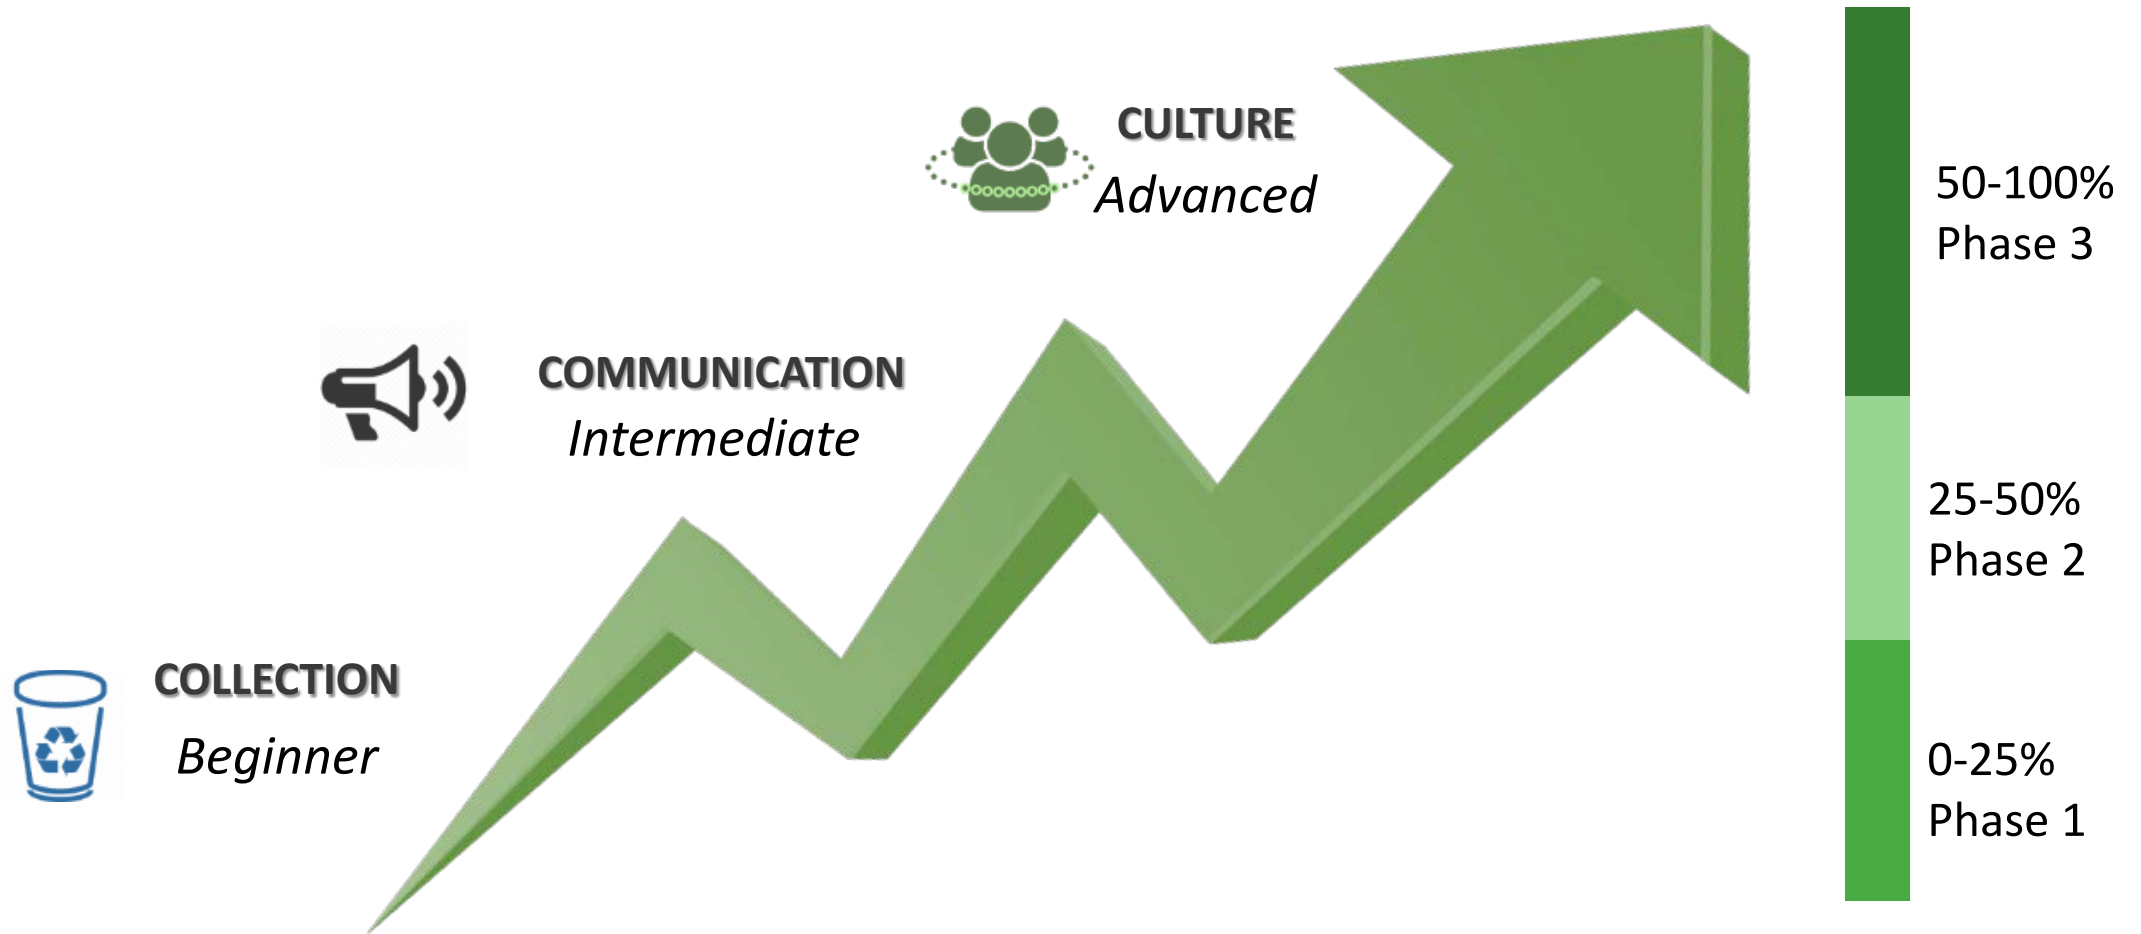 CULTURE
Advanced
COMMUNICATION
Intermediate
COLLECTION
Beginner
50-100%
Phase 3
25-50%
Phase 2
0-25%
Phase 1